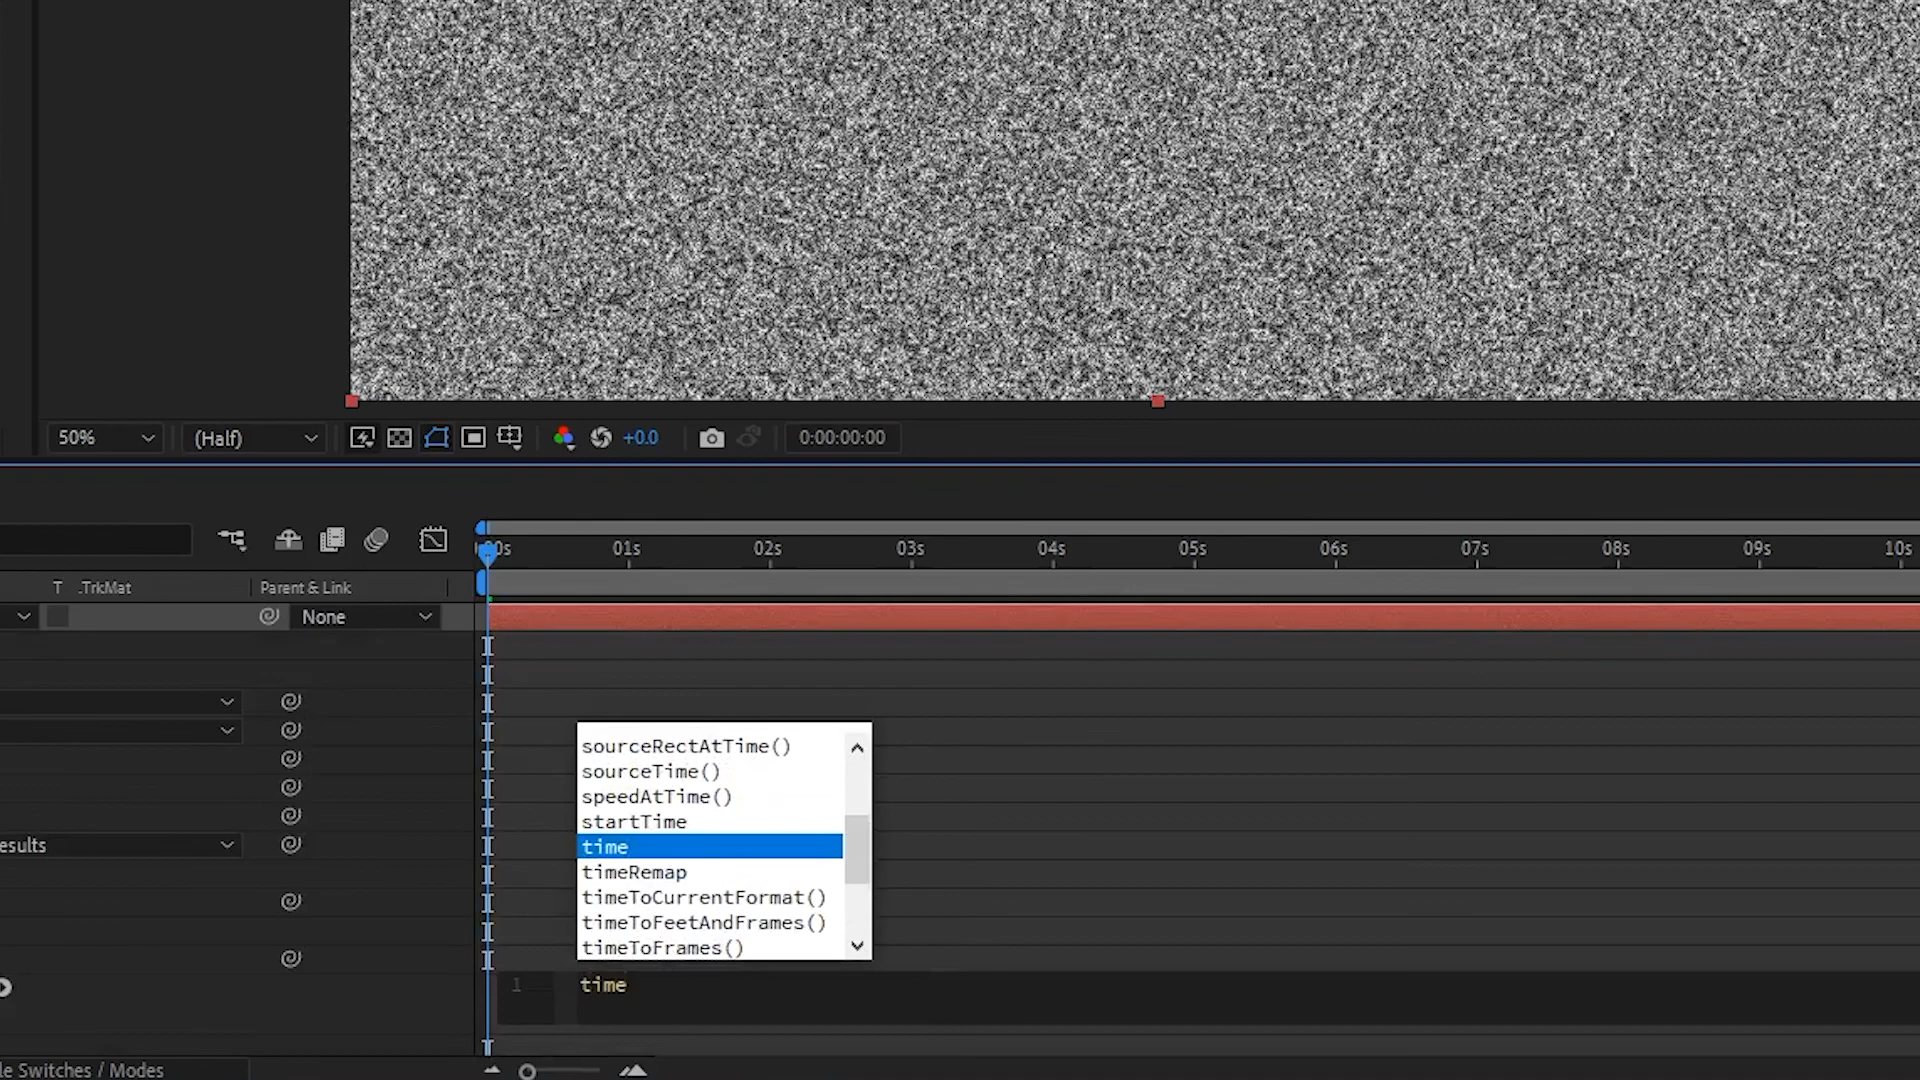 50%
(Half)
+0.0
0:00:00:00
00s
01s
02s
03s
04s
05s
06s
07s
08s
09s
10s
T .TrkMat
Parent & Link
None
sourceRectAtTime()
sourceTime()
speedAtTime()
startTime
time
timeRemap
timeToCurrentFormat()
timeToFeetAndFrames()
timeToFrames()
esults
1 time
le Switches / Modes